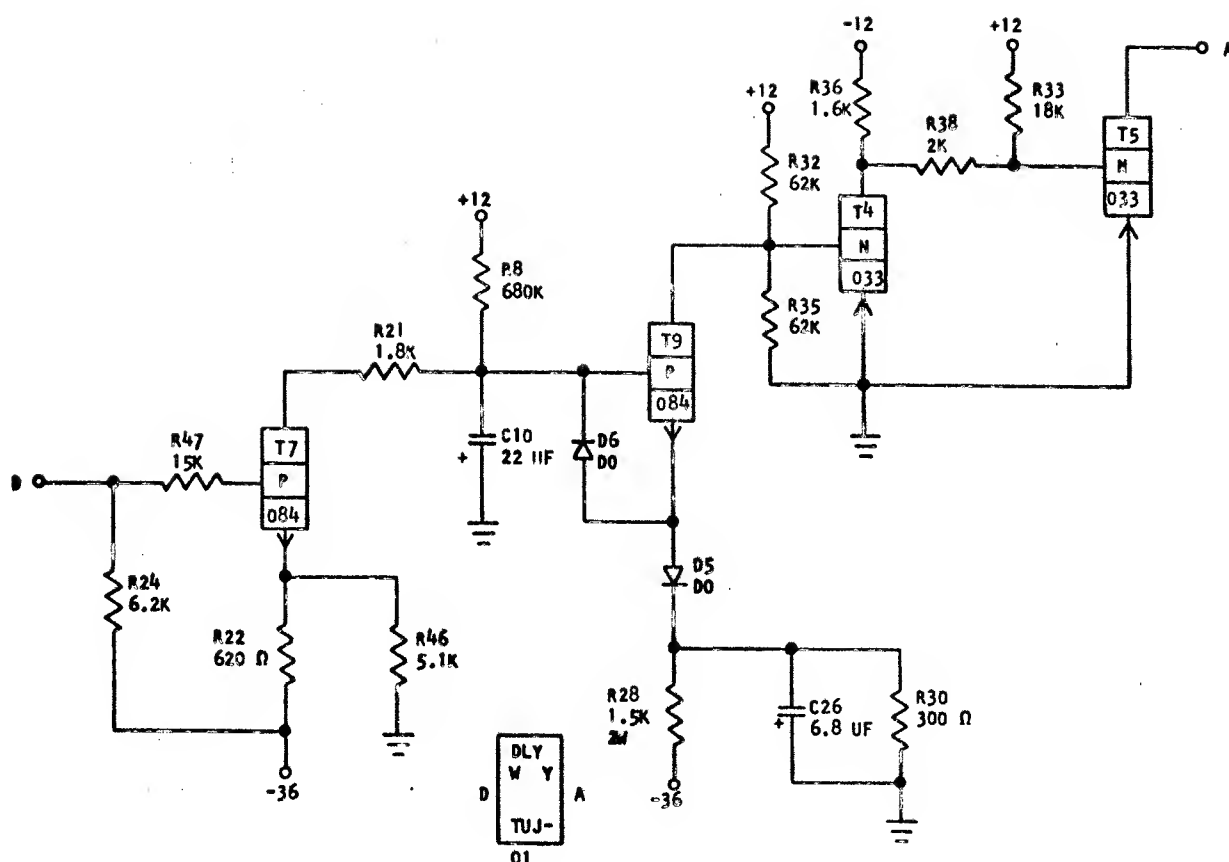 -12
+12
A
R36
1.6K
R33
18K
+12
R38
2K
T5
N
033
R32
62K
T4
N
033
+12
R8
680K
R35
62K
R21
1.8K
T9
P
084
R47
15K
T7
P
084
C10
+ 22 UF
D6
DO
D
R24
6.2K
D5
DO
R22
620 Ω
R46
5.1K
R28
1.5K
2W
C26
+ 6.8 UF
R30
300 Ω
-36
-36
DLY
W Y
D A
TUJ-
01